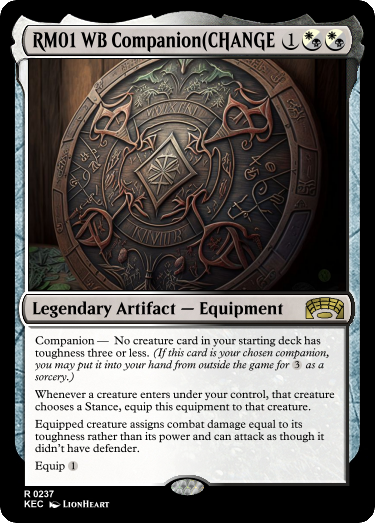 RM01 WB Companion(CHANGE 1
Legendary Artifact — Equipment
Companion — No creature card in your starting deck has
toughness three or less. (If this card is your chosen companion,
you may put it into your hand from outside the game for 3 as
a sorcery.)
Whenever a creature enters under your control, that creature
chooses a Stance, equip this equipment to that creature.
Equipped creature assigns combat damage equal to its
toughness rather than its power and can attack as though it
didn't have defender.
Equip 1
R 0237
KEC LIONHEART